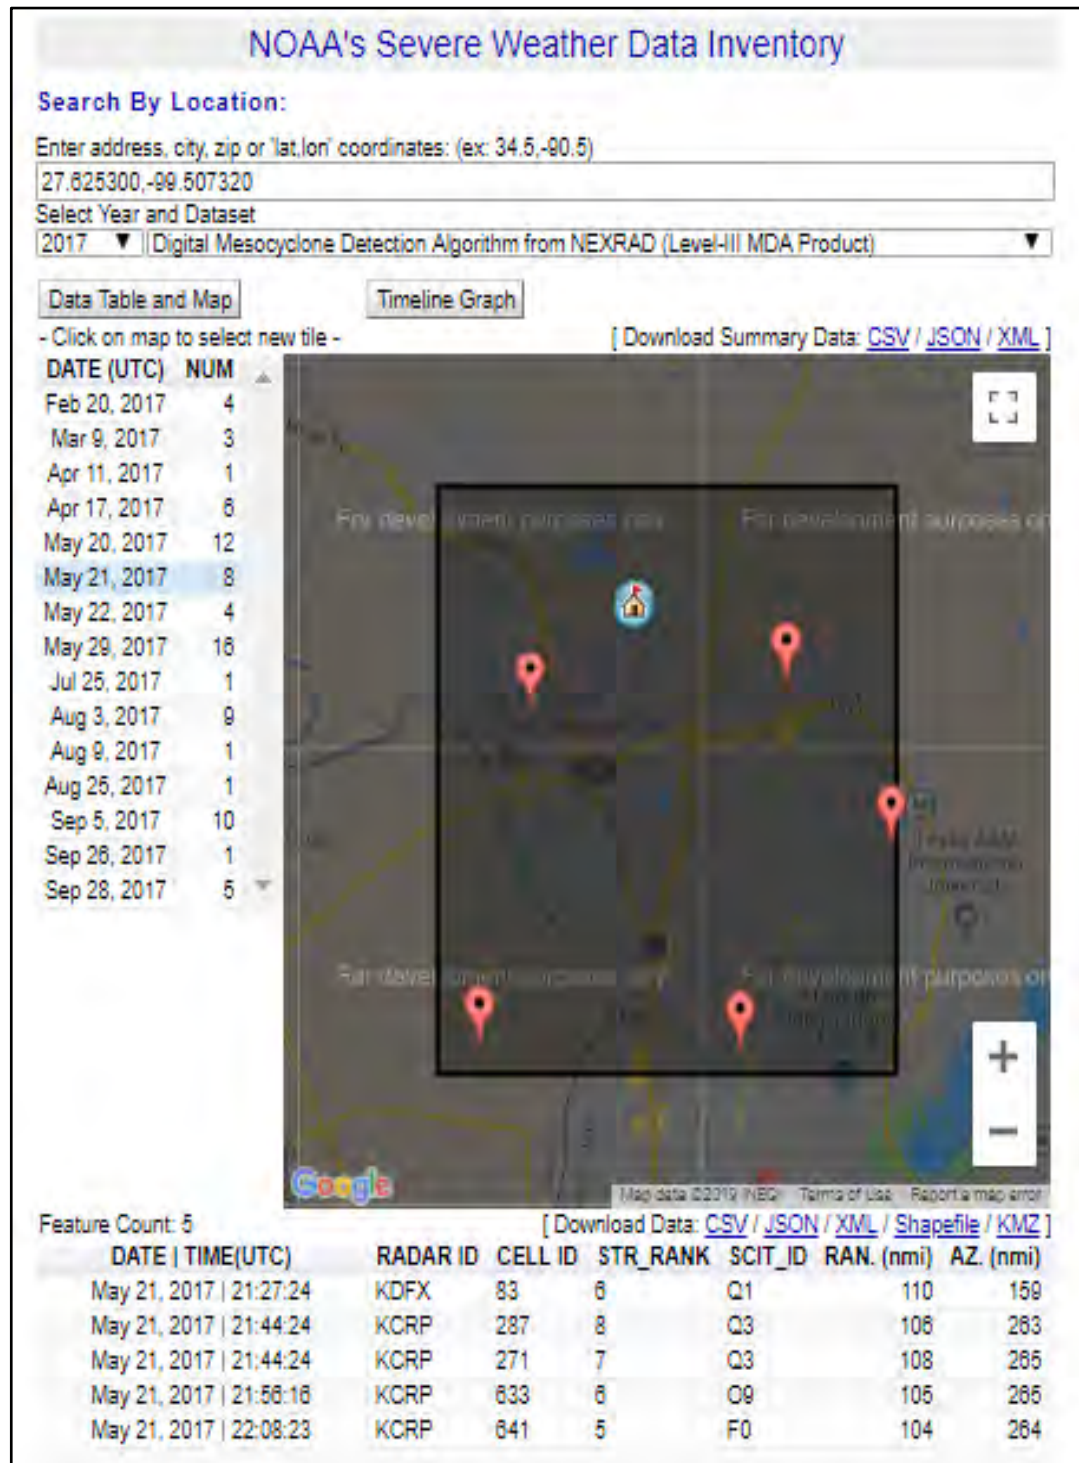 NOAA's Severe Weather Data Inventory
Search By Location:
Enter address, city, zip or 'lat,lon' coordinates: (ex: 34.5,-90.5)
27.625300,-99.507320
Select Year and Dataset
2017 Digital Mesocyclone Detection Algorithm from NEXRAD (Level-III MDA Product)
Data Table and Map Timeline Graph
- Click on map to select new tile - [ Download Summary Data: CSV / JSON / XML ]
DATE (UTC) NUM
Feb 20, 2017 4
Mar 9, 2017 3
Apr 11, 2017 1
Apr 17, 2017 6
May 20, 2017 12
May 21, 2017 8
May 22, 2017 4
May 29, 2017 16
Jul 25, 2017 1
Aug 3, 2017 9
Aug 9, 2017 1
Aug 25, 2017 1
Sep 5, 2017 10
Sep 26, 2017 1
Sep 28, 2017 5
For development purposes only For development purposes on
Texas A&M
International
For development purposes only For development purposes on
Google
Map data ©2019 INEGI Terms of Use Report a map error
Feature Count: 5 [ Download Data: CSV / JSON / XML / Shapefile / KMZ ]
DATE | TIME(UTC) RADAR ID CELL ID STR_RANK SCIT_ID RAN. (nmi) AZ. (nmi)
May 21, 2017 | 21:27:24 KDFX 83 6 Q1 110 159
May 21, 2017 | 21:44:24 KCRP 287 8 Q3 106 263
May 21, 2017 | 21:44:24 KCRP 271 7 Q3 108 265
May 21, 2017 | 21:56:16 KCRP 633 6 O9 105 265
May 21, 2017 | 22:08:23 KCRP 641 5 F0 104 264